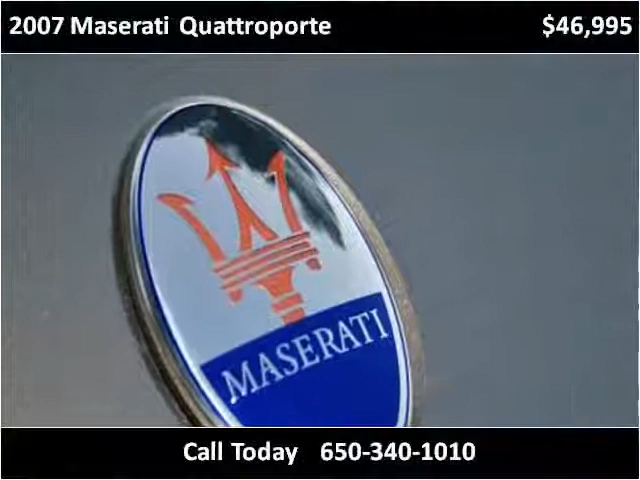 2007 Maserati Quattroporte $46,995
MASERATI
Call Today 650-340-1010